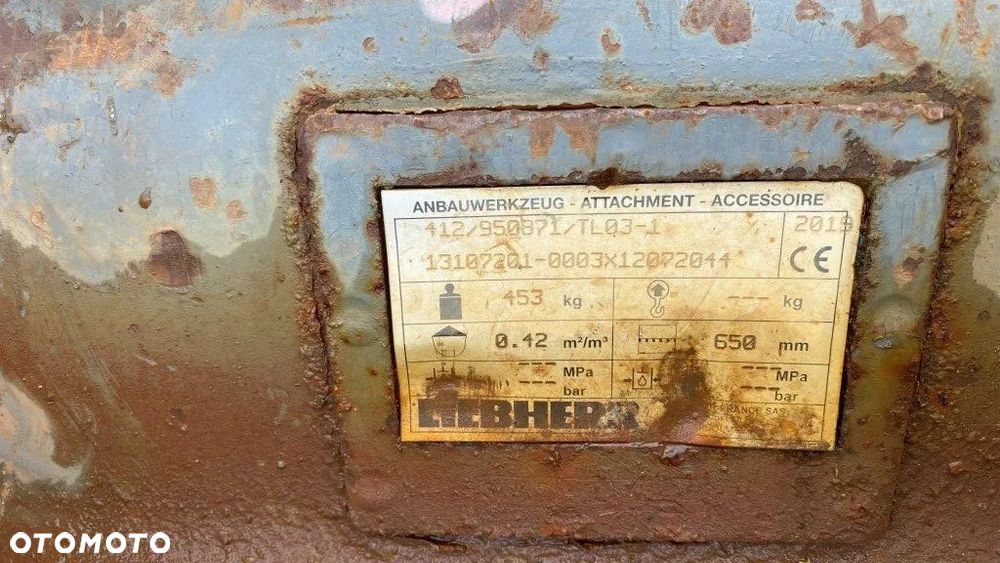 ANBAUWERKZEUG - ATTACHMENT - ACCESSOIRE
412/950871/TL03-1 2019
13107201-0003X12072044 CE
453 kg --- kg
0.42 m²/m³ 650 mm
--- MPa --- MPa
--- bar --- bar
LIEBHERR FRANCE SAS
OTOMOTO